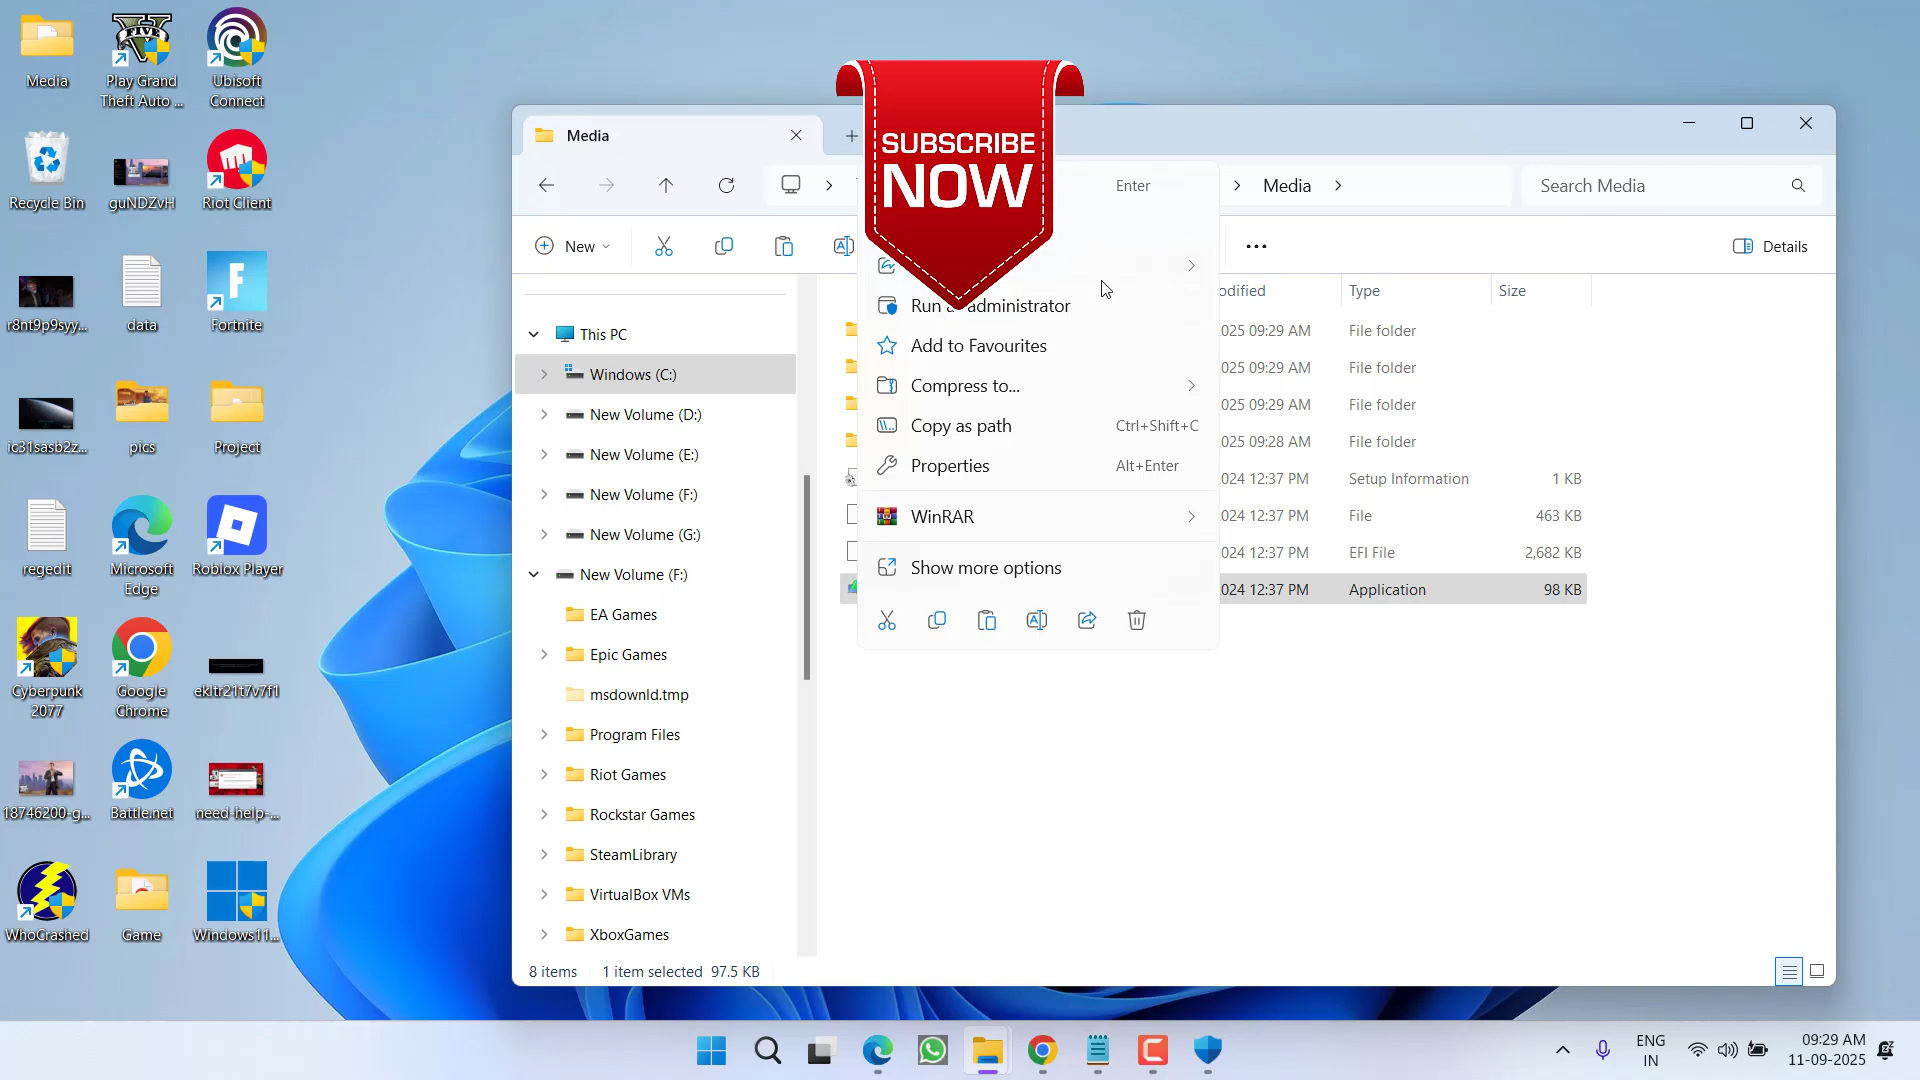 Media
Play Grand
Theft Auto ...
Ubisoft
Connect
Recycle Bin
guNDZvH
Riot Client
r8nt9p9syy...
data
Fortnite
ic31sasb2z...
pics
Project
regedit
Microsoft
Edge
Roblox Player
Cyberpunk
2077
Google
Chrome
ekltr21t7v7f1
18746200-g...
Battle.net
need-help-...
WhoCrashed
Game
Windows11...
SUBSCRIBE
NOW
Media
Media
Search Media
New
Details
This PC
Windows (C:)
New Volume (D:)
New Volume (E:)
New Volume (F:)
New Volume (G:)
New Volume (F:)
EA Games
Epic Games
msdownld.tmp
Program Files
Riot Games
Rockstar Games
SteamLibrary
VirtualBox VMs
XboxGames
Enter
Run administrator
Add to Favourites
Compress to...
Copy as path Ctrl+Shift+C
Properties Alt+Enter
WinRAR
Show more options
odified Type Size
025 09:29 AM File folder
025 09:29 AM File folder
025 09:29 AM File folder
025 09:28 AM File folder
024 12:37 PM Setup Information 1 KB
024 12:37 PM File 463 KB
024 12:37 PM EFI File 2,682 KB
024 12:37 PM Application 98 KB
8 items 1 item selected 97.5 KB
ENG
IN
09:29 AM
11-09-2025